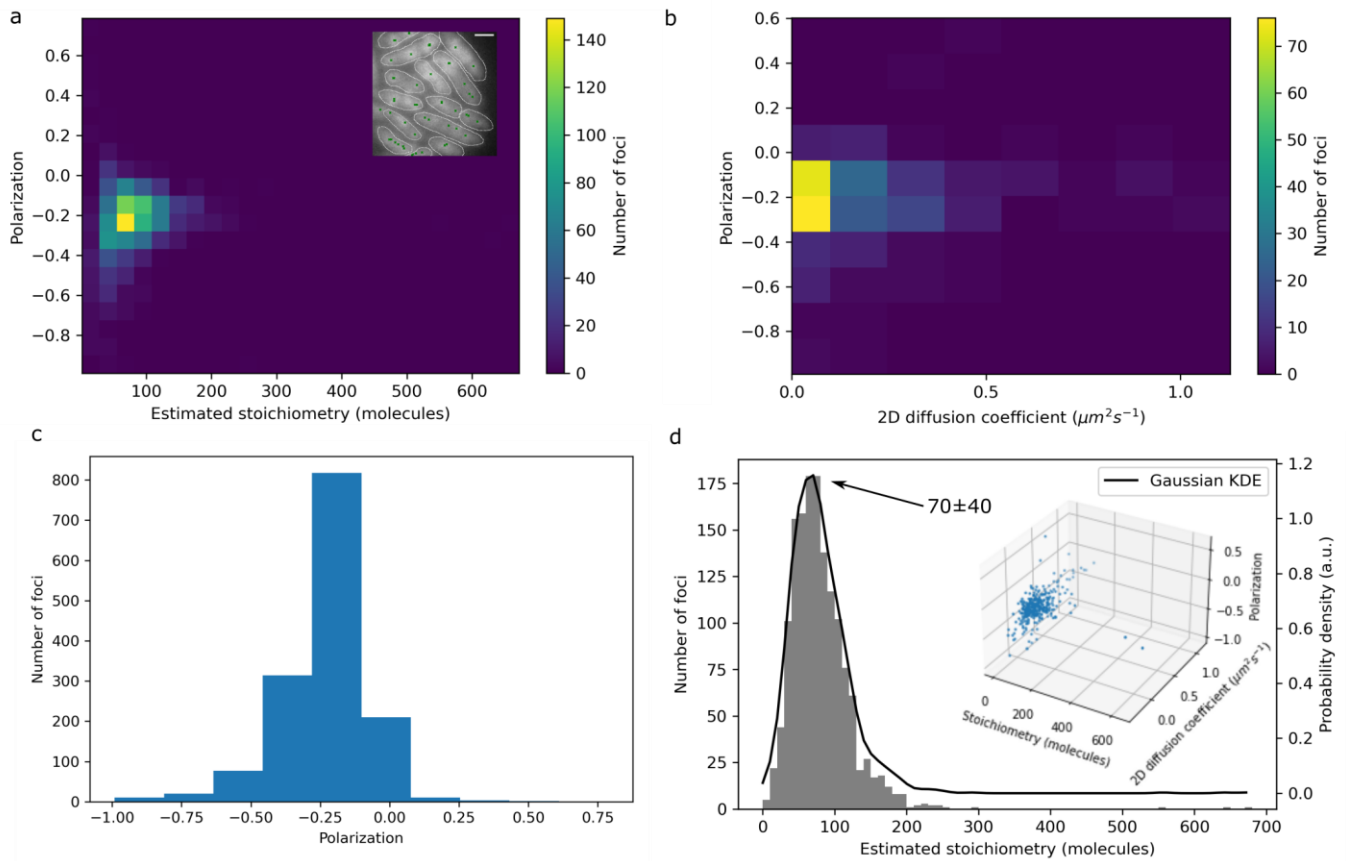 a
0.6
0.4
0.2
0.0
−0.2
−0.4
−0.6
−0.8
Polarization
100 200 300 400 500 600
Estimated stoichiometry (molecules)
140
120
100
80
60
40
20
0
Number of foci
b
0.6
0.4
0.2
0.0
−0.2
−0.4
−0.6
−0.8
Polarization
0.0 0.5 1.0
2D diffusion coefficient (μm²s⁻¹)
70
60
50
40
30
20
10
0
Number of foci
c
800
700
600
500
400
300
200
100
0
Number of foci
−1.00 −0.75 −0.50 −0.25 0.00 0.25 0.50 0.75
Polarization
d
175
150
125
100
75
50
25
0
Number of foci
0 100 200 300 400 500 600 700
Estimated stoichiometry (molecules)
70±40
Gaussian KDE
1.2
1.0
0.8
0.6
0.4
0.2
0.0
Probability density (a.u.)
0.5
0.0
−0.5
−1.0
Polarization
0 200 400 600
Stoichiometry (molecules)
0.0 0.5 1.0
2D diffusion coefficient (μm²s⁻¹)